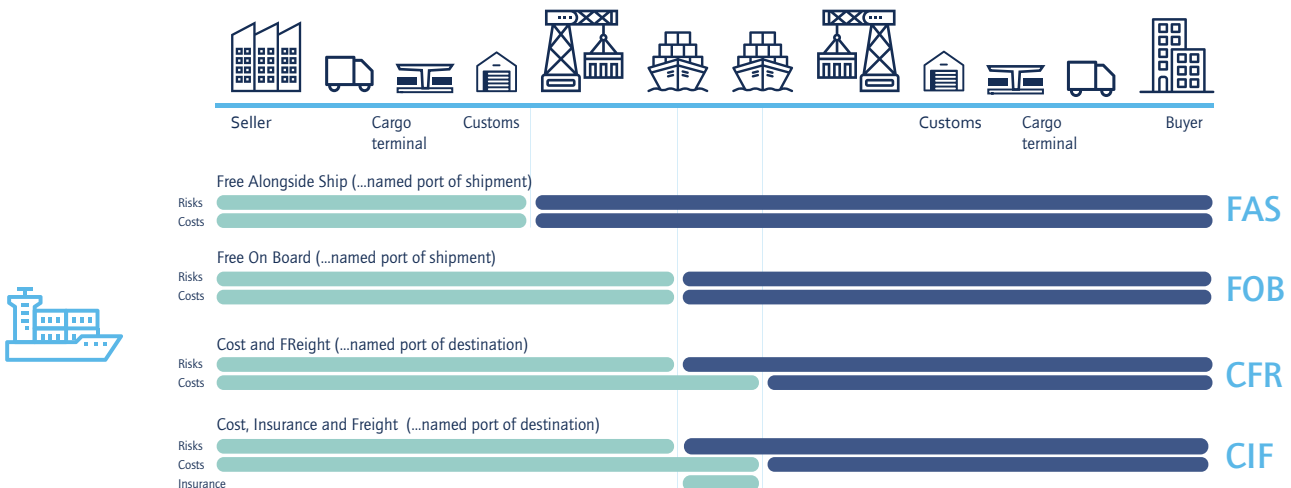 Seller
Cargo
terminal
Customs
Customs
Cargo
terminal
Buyer
Free Alongside Ship (...named port of shipment)
Risks
Costs
FAS
Free On Board (...named port of shipment)
Risks
Costs
FOB
Cost and FReight (...named port of destination)
Risks
Costs
CFR
Cost, Insurance and Freight (...named port of destination)
Risks
Costs
Insurance
CIF